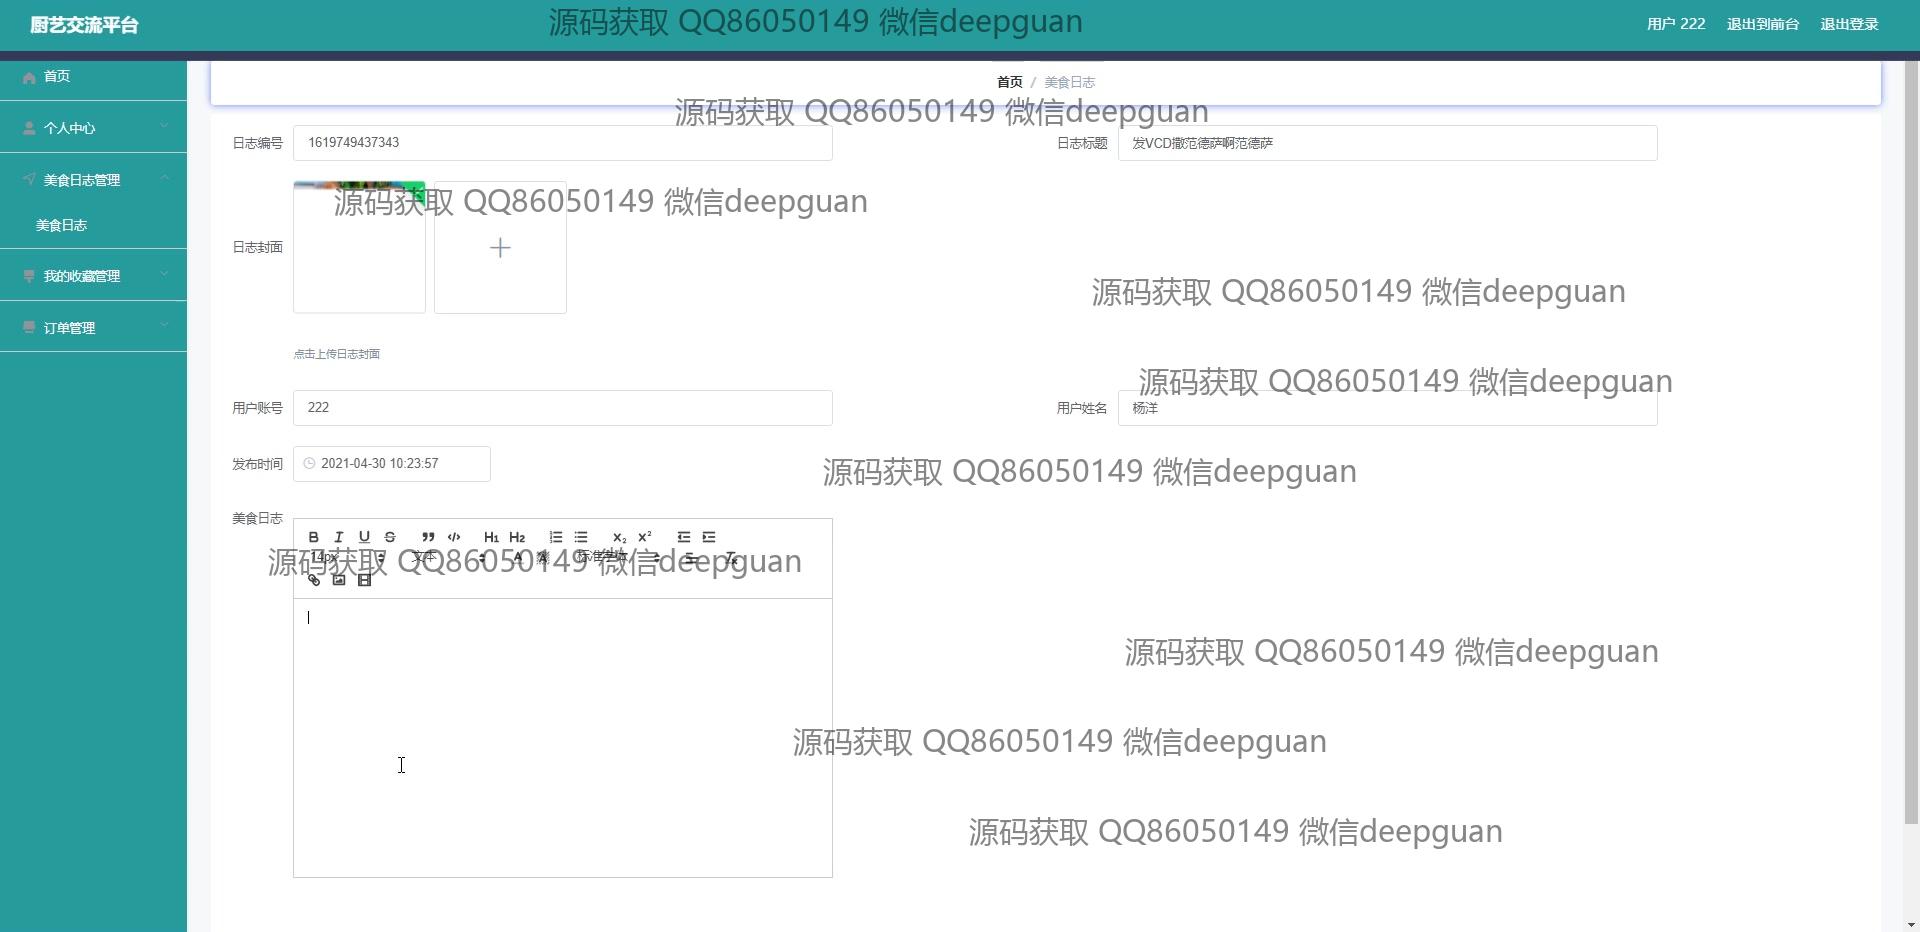 厨艺交流平台
源码获取 QQ86050149 微信deepguan
用户 222 退出到前台 退出登录
首页
个人中心
美食日志管理
美食日志
我的收藏管理
订单管理
首页 / 美食日志
源码获取 QQ86050149 微信deepguan
日志编号 1619749437343
日志标题 发VCD撒范德萨啊范德萨
源码获取 QQ86050149 微信deepguan
日志封面
源码获取 QQ86050149 微信deepguan
点击上传日志封面
源码获取 QQ86050149 微信deepguan
用户账号 222
用户姓名 杨洋
发布时间 2021-04-30 10:23:57
源码获取 QQ86050149 微信deepguan
美食日志
B I U S H1 H2 X₂ X²
14px 文本 A A 标准字体
源码获取 QQ86050149 微信deepguan
源码获取 QQ86050149 微信deepguan
源码获取 QQ86050149 微信deepguan
源码获取 QQ86050149 微信deepguan